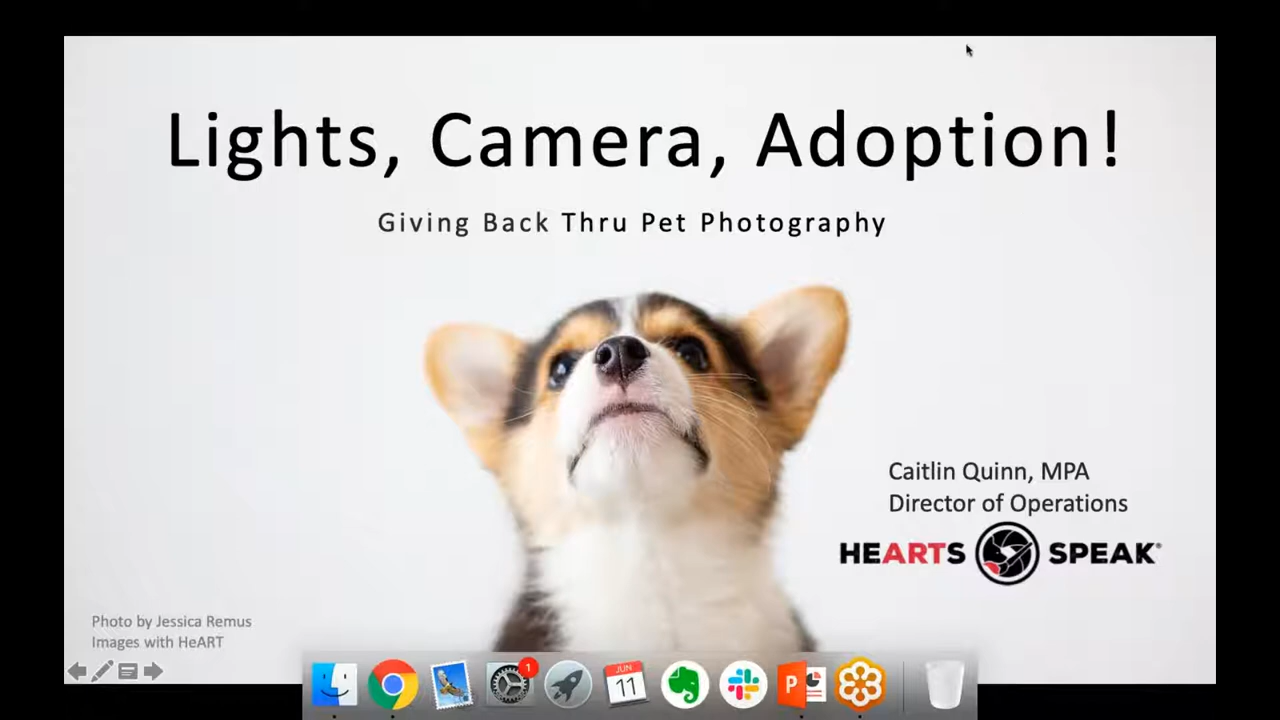 Lights, Camera, Adoption!
Giving Back Thru Pet Photography
Caitlin Quinn, MPA
Director of Operations
HEARTS SPEAK®
Photo by Jessica Remus
Images with HeART
1
JUN
11
P